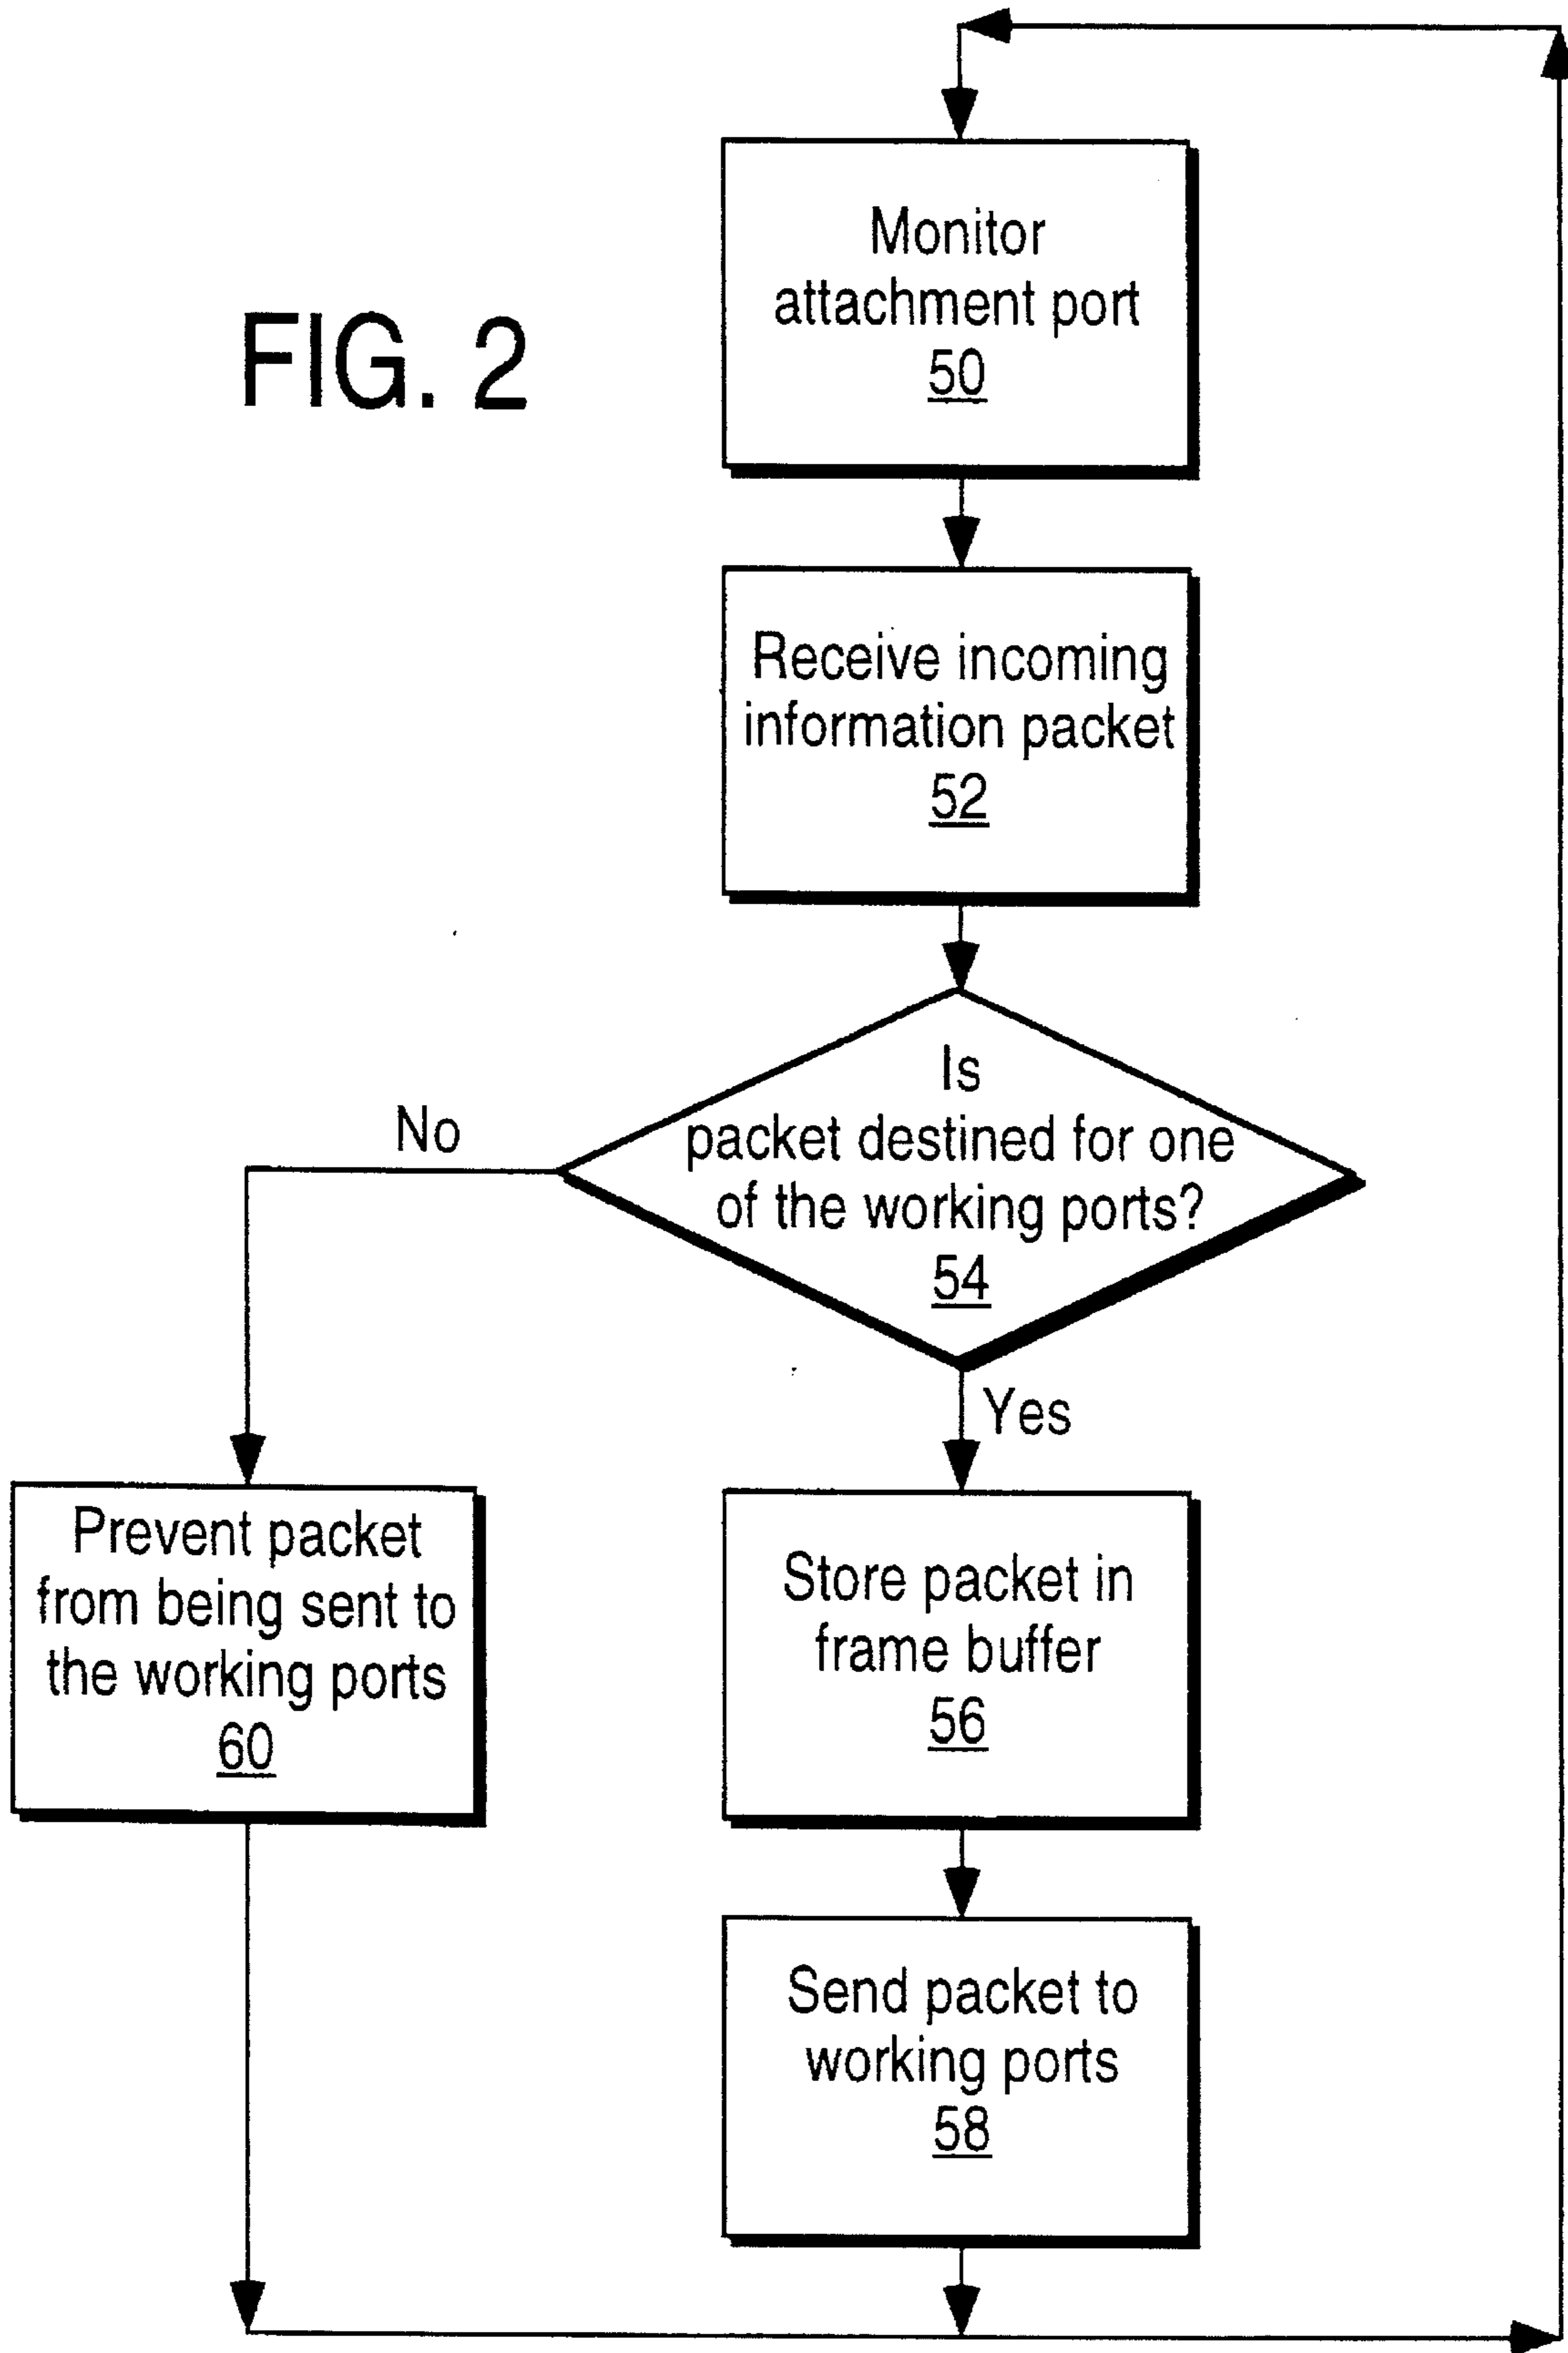 FIG. 2
Monitor
attachment port
50
Receive incoming
information packet
52
Is
packet destined for one
of the working ports?
54
No
Yes
Prevent packet
from being sent to
the working ports
60
Store packet in
frame buffer
56
Send packet to
working ports
58